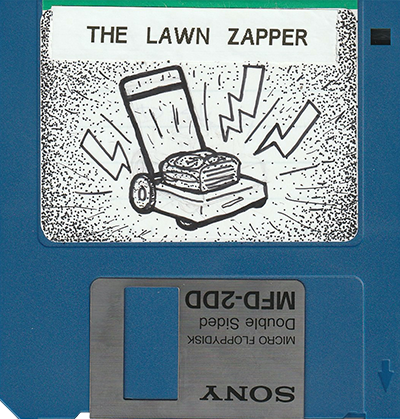 THE LAWN ZAPPER
MICRO FLOPPYDISK
Double Sided
MFD-2DD
SONY